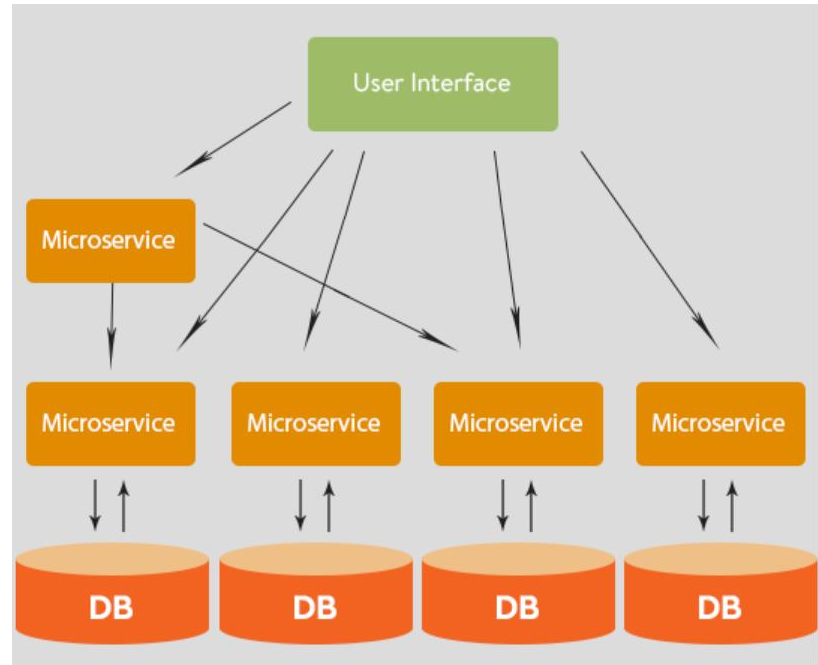 User Interface
Microservice
Microservice
Microservice
Microservice
Microservice
DB
DB
DB
DB